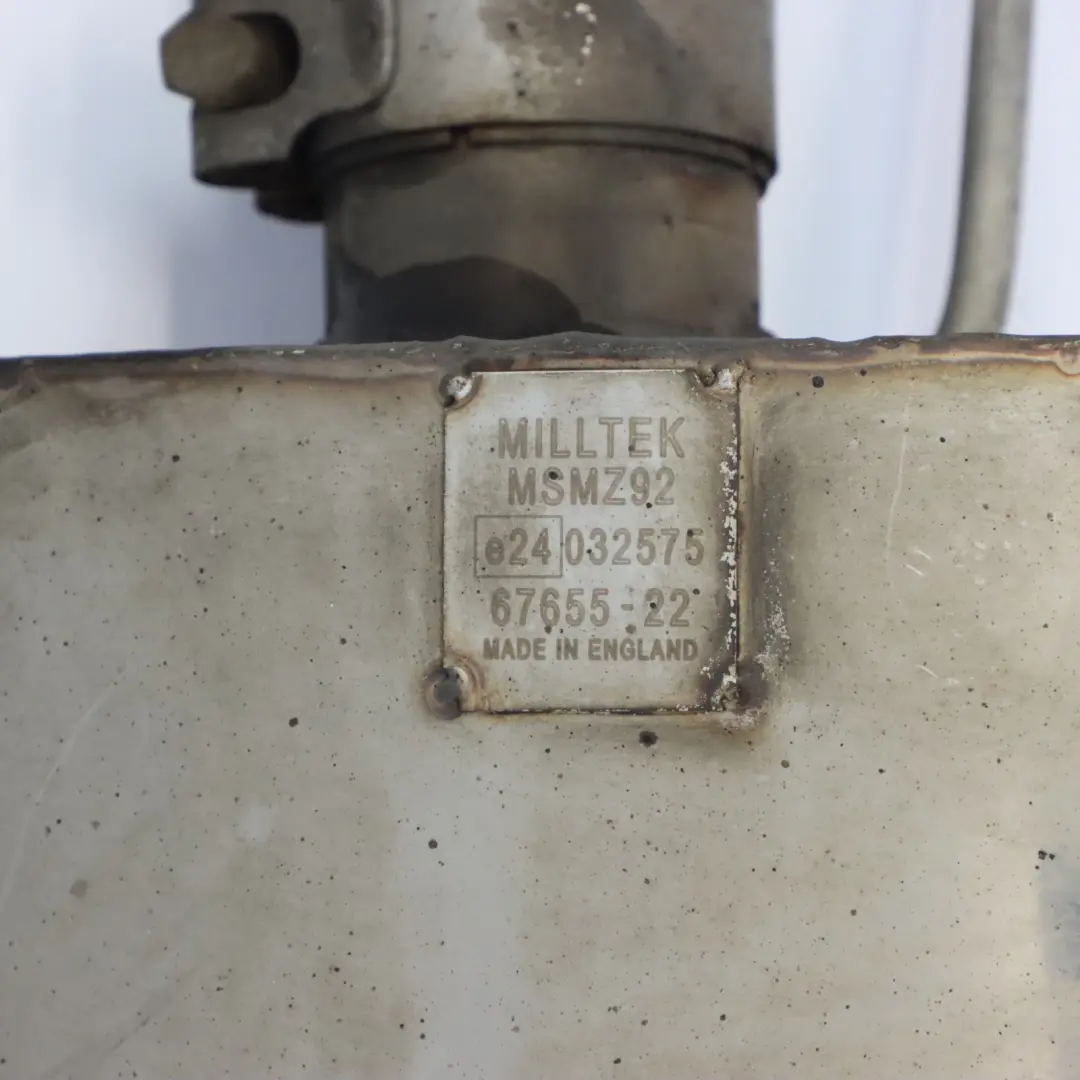 MILLTEK
MSMZ92
e24 032575
67655-22
MADE IN ENGLAND